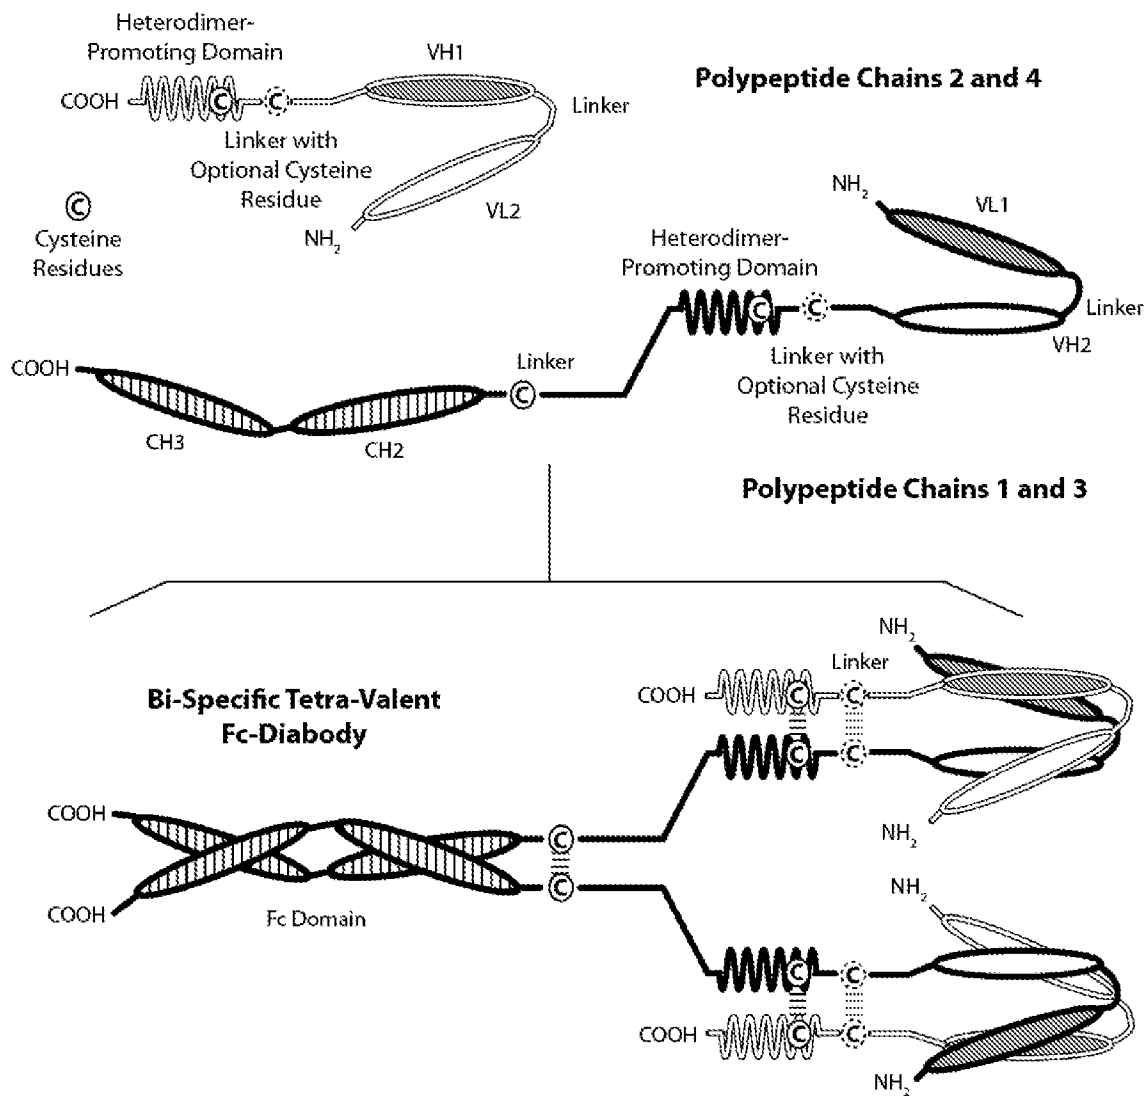 Heterodimer-
Promoting Domain
VH1
Polypeptide Chains 2 and 4
COOH
C
C
Linker
Linker with
Optional Cysteine
Residue
VL2
NH2
C
Cysteine
Residues
NH2
VL1
Heterodimer-
Promoting Domain
C
C
Linker
VH2
Linker with
Optional Cysteine
Residue
COOH
Linker
C
CH3
CH2
Polypeptide Chains 1 and 3
Bi-Specific Tetra-Valent
Fc-Diabody
NH2
Linker
COOH
C
C
C
C
NH2
COOH
C
C
COOH
Fc Domain
NH2
C
C
COOH
C
C
NH2